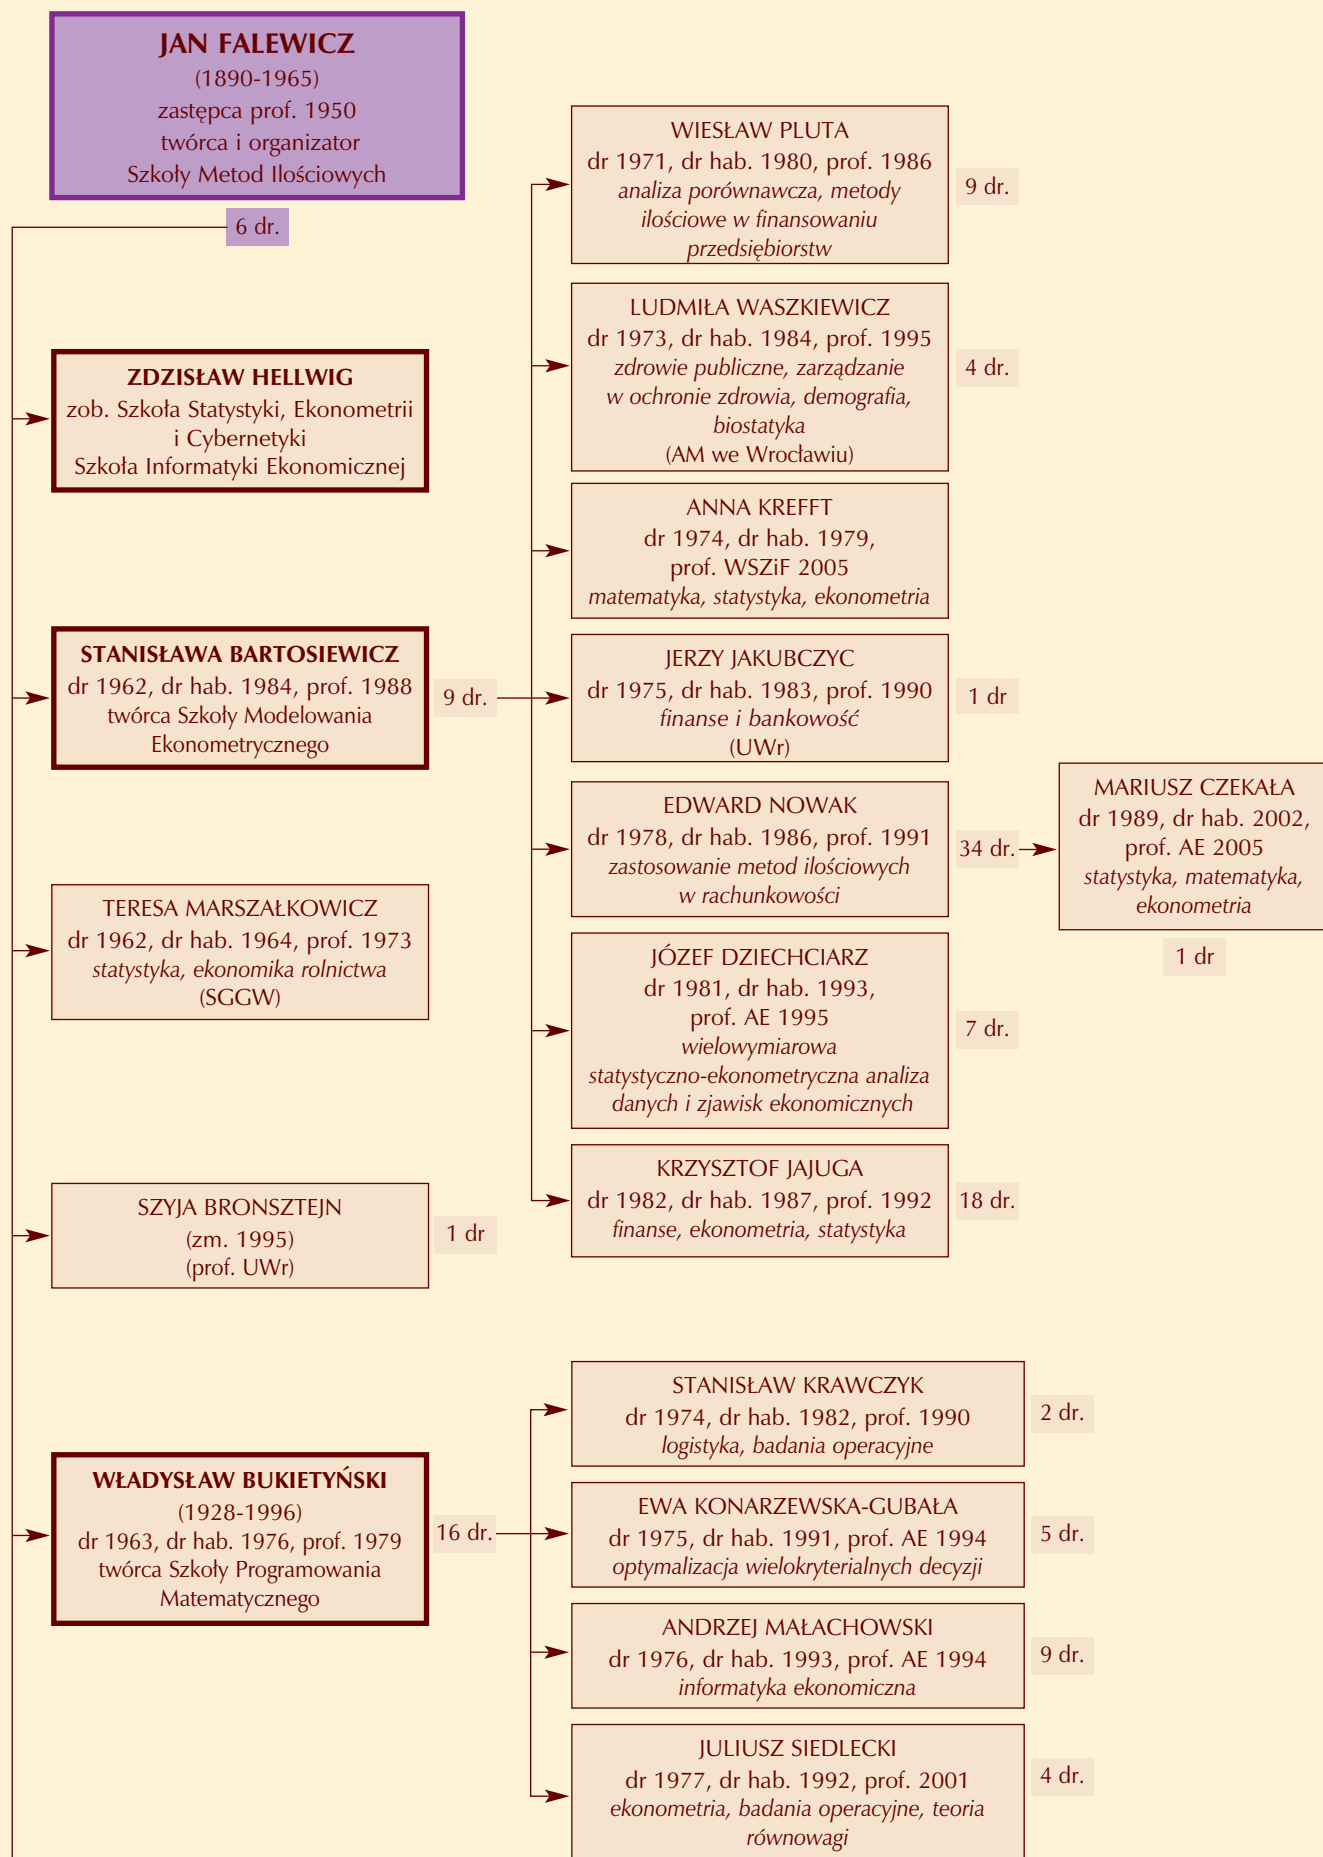 JAN FALEWICZ
(1890-1965)
zastępca prof. 1950
twórca i organizator
Szkoły Metod Ilościowych
6 dr.
ZDZISŁAW HELLWIG
zob. Szkoła Statystyki, Ekonometrii
i Cybernetyki
Szkoła Informatyki Ekonomicznej
STANISŁAWA BARTOSIEWICZ
dr 1962, dr hab. 1984, prof. 1988
twórca Szkoły Modelowania
Ekonometrycznego
9 dr.
WIESŁAW PLUTA
dr 1971, dr hab. 1980, prof. 1986
analiza porównawcza, metody
ilościowe w finansowaniu
przedsiębiorstw
9 dr.
LUDMIŁA WASZKIEWICZ
dr 1973, dr hab. 1984, prof. 1995
zdrowie publiczne, zarządzanie
w ochronie zdrowia, demografia,
biostatyka
(AM we Wrocławiu)
4 dr.
ANNA KREFFT
dr 1974, dr hab. 1979,
prof. WSZiF 2005
matematyka, statystyka, ekonometria
JERZY JAKUBCZYC
dr 1975, dr hab. 1983, prof. 1990
finanse i bankowość
(UWr)
1 dr
EDWARD NOWAK
dr 1978, dr hab. 1986, prof. 1991
zastosowanie metod ilościowych
w rachunkowości
34 dr.
MARIUSZ CZEKAŁA
dr 1989, dr hab. 2002,
prof. AE 2005
statystyka, matematyka,
ekonometria
1 dr
JÓZEF DZIECHCIARZ
dr 1981, dr hab. 1993,
prof. AE 1995
wielowymiarowa
statystyczno-ekonometryczna analiza
danych i zjawisk ekonomicznych
7 dr.
KRZYSZTOF JAJUGA
dr 1982, dr hab. 1987, prof. 1992
finanse, ekonometria, statystyka
18 dr.
TERESA MARSZAŁKOWICZ
dr 1962, dr hab. 1964, prof. 1973
statystyka, ekonomika rolnictwa
(SGGW)
SZYJA BRONSZTEJN
(zm. 1995)
(prof. UWr)
1 dr
WŁADYSŁAW BUKIETYŃSKI
(1928-1996)
dr 1963, dr hab. 1976, prof. 1979
twórca Szkoły Programowania
Matematycznego
16 dr.
STANISŁAW KRAWCZYK
dr 1974, dr hab. 1982, prof. 1990
logistyka, badania operacyjne
2 dr.
EWA KONARZEWSKA-GUBAŁA
dr 1975, dr hab. 1991, prof. AE 1994
optymalizacja wielokryterialnych decyzji
5 dr.
ANDRZEJ MAŁACHOWSKI
dr 1976, dr hab. 1993, prof. AE 1994
informatyka ekonomiczna
9 dr.
JULIUSZ SIEDLECKI
dr 1977, dr hab. 1992, prof. 2001
ekonometria, badania operacyjne, teoria
równowagi
4 dr.